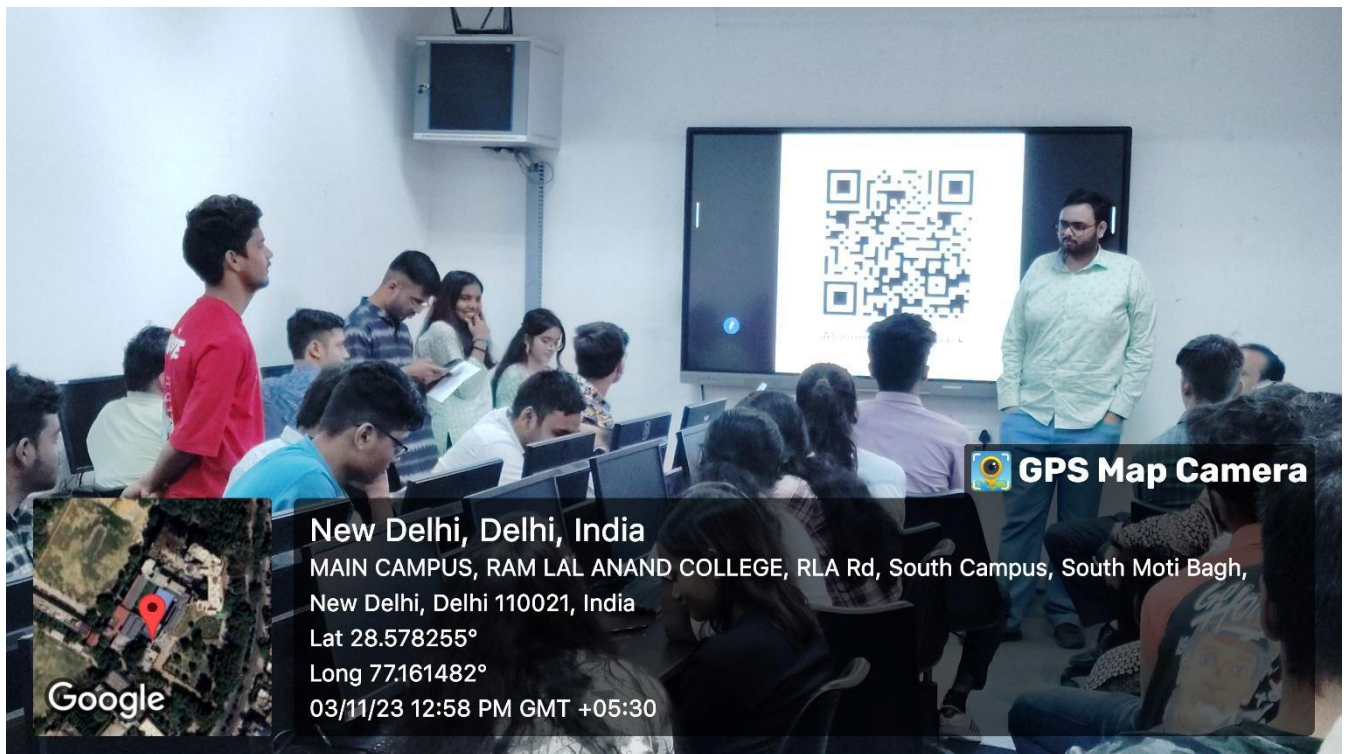 GPS Map Camera
New Delhi, Delhi, India
MAIN CAMPUS, RAM LAL ANAND COLLEGE, RLA Rd, South Campus, South Moti Bagh,
New Delhi, Delhi 110021, India
Lat 28.578255°
Long 77.161482°
03/11/23 12:58 PM GMT +05:30
Google